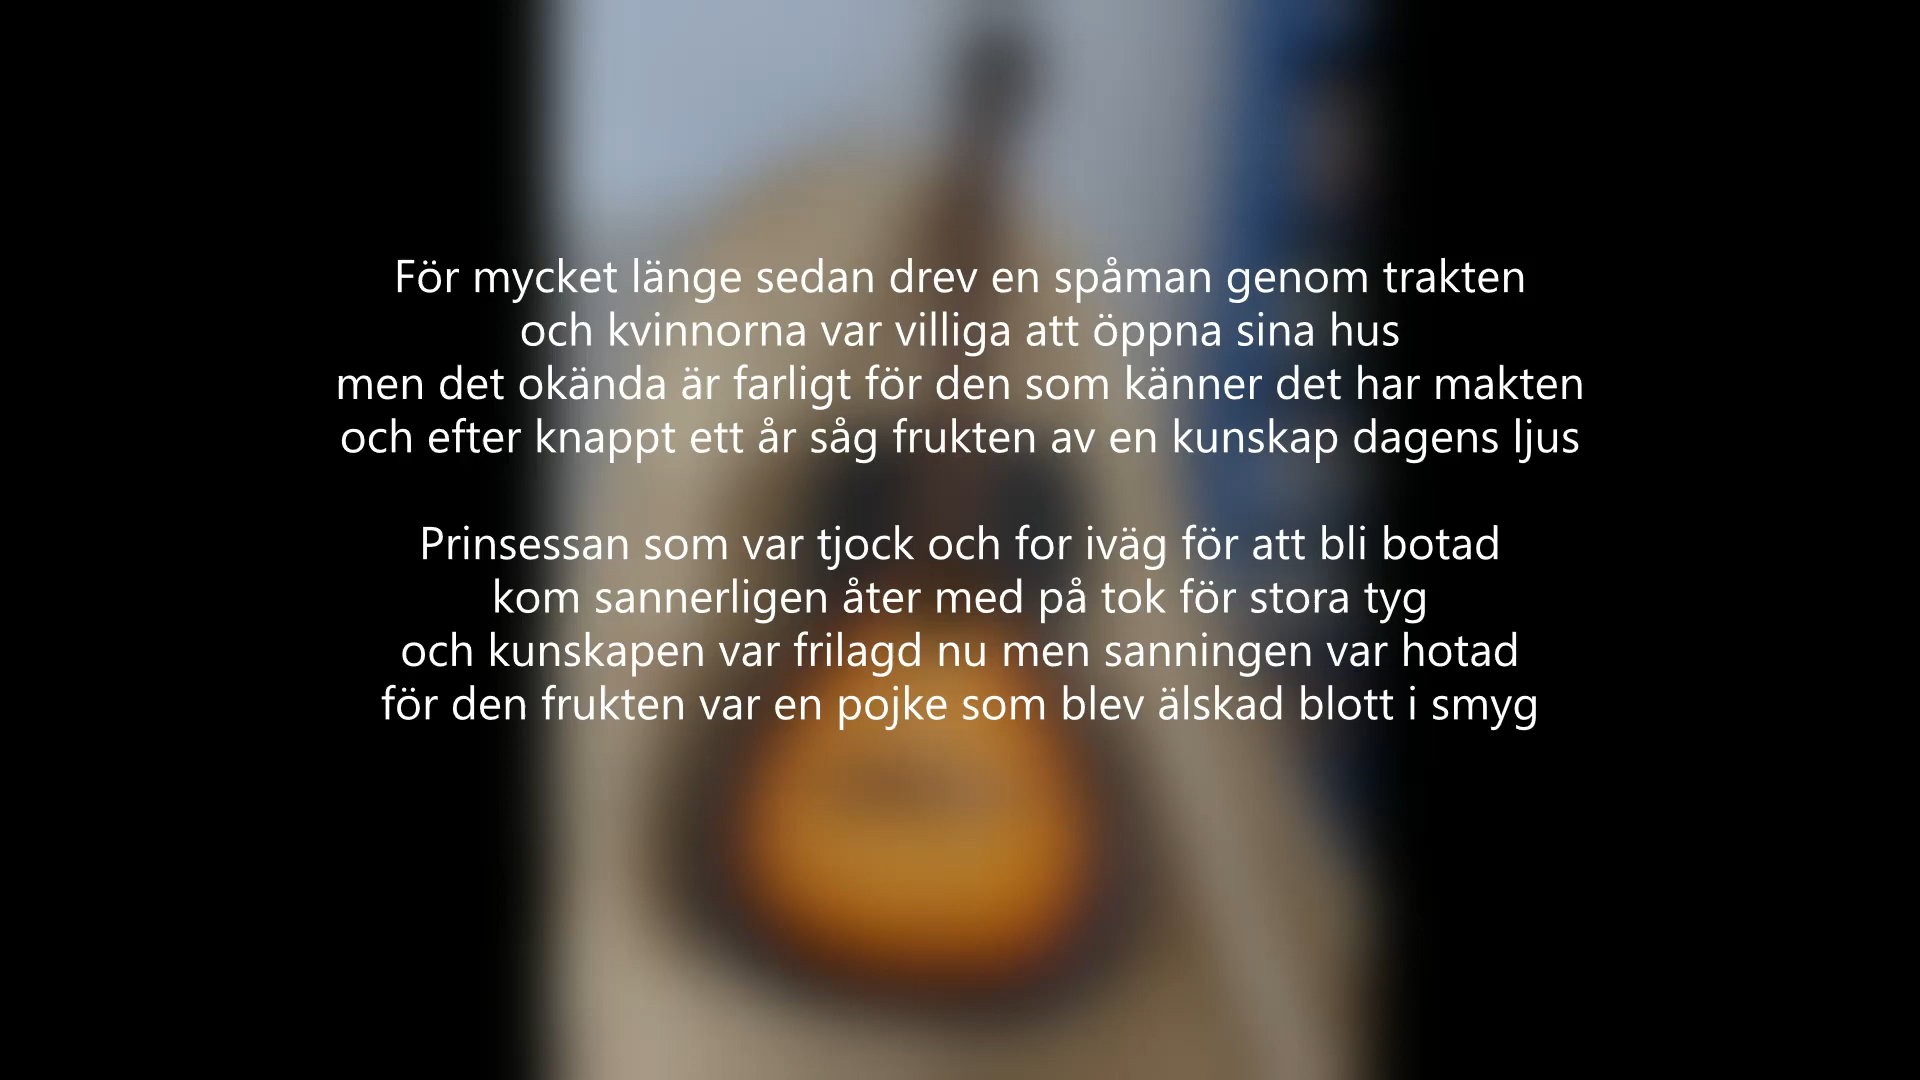 För mycket länge sedan drev en spåman genom trakten
och kvinnorna var villiga att öppna sina hus
men det okända är farligt för den som känner det har makten
och efter knappt ett år såg frukten av en kunskap dagens ljus
Prinsessan som var tjock och for iväg för att bli botad
kom sannerligen åter med på tok för stora tyg
och kunskapen var frilagd nu men sanningen var hotad
för den frukten var en pojke som blev älskad blott i smyg